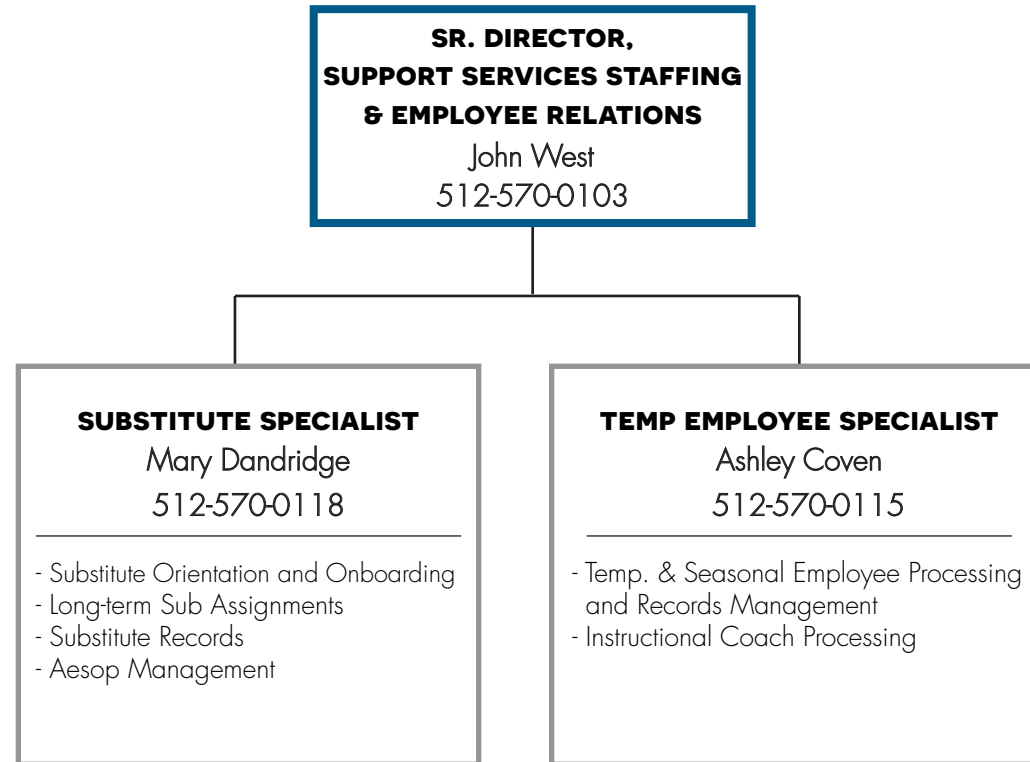 SR. DIRECTOR,
SUPPORT SERVICES STAFFING
& EMPLOYEE RELATIONS
John West
512-570-0103
SUBSTITUTE SPECIALIST
Mary Dandridge
512-570-0118
- Substitute Orientation and Onboarding
- Long-term Sub Assignments
- Substitute Records
- Aesop Management
TEMP EMPLOYEE SPECIALIST
Ashley Coven
512-570-0115
- Temp. & Seasonal Employee Processing
and Records Management
- Instructional Coach Processing